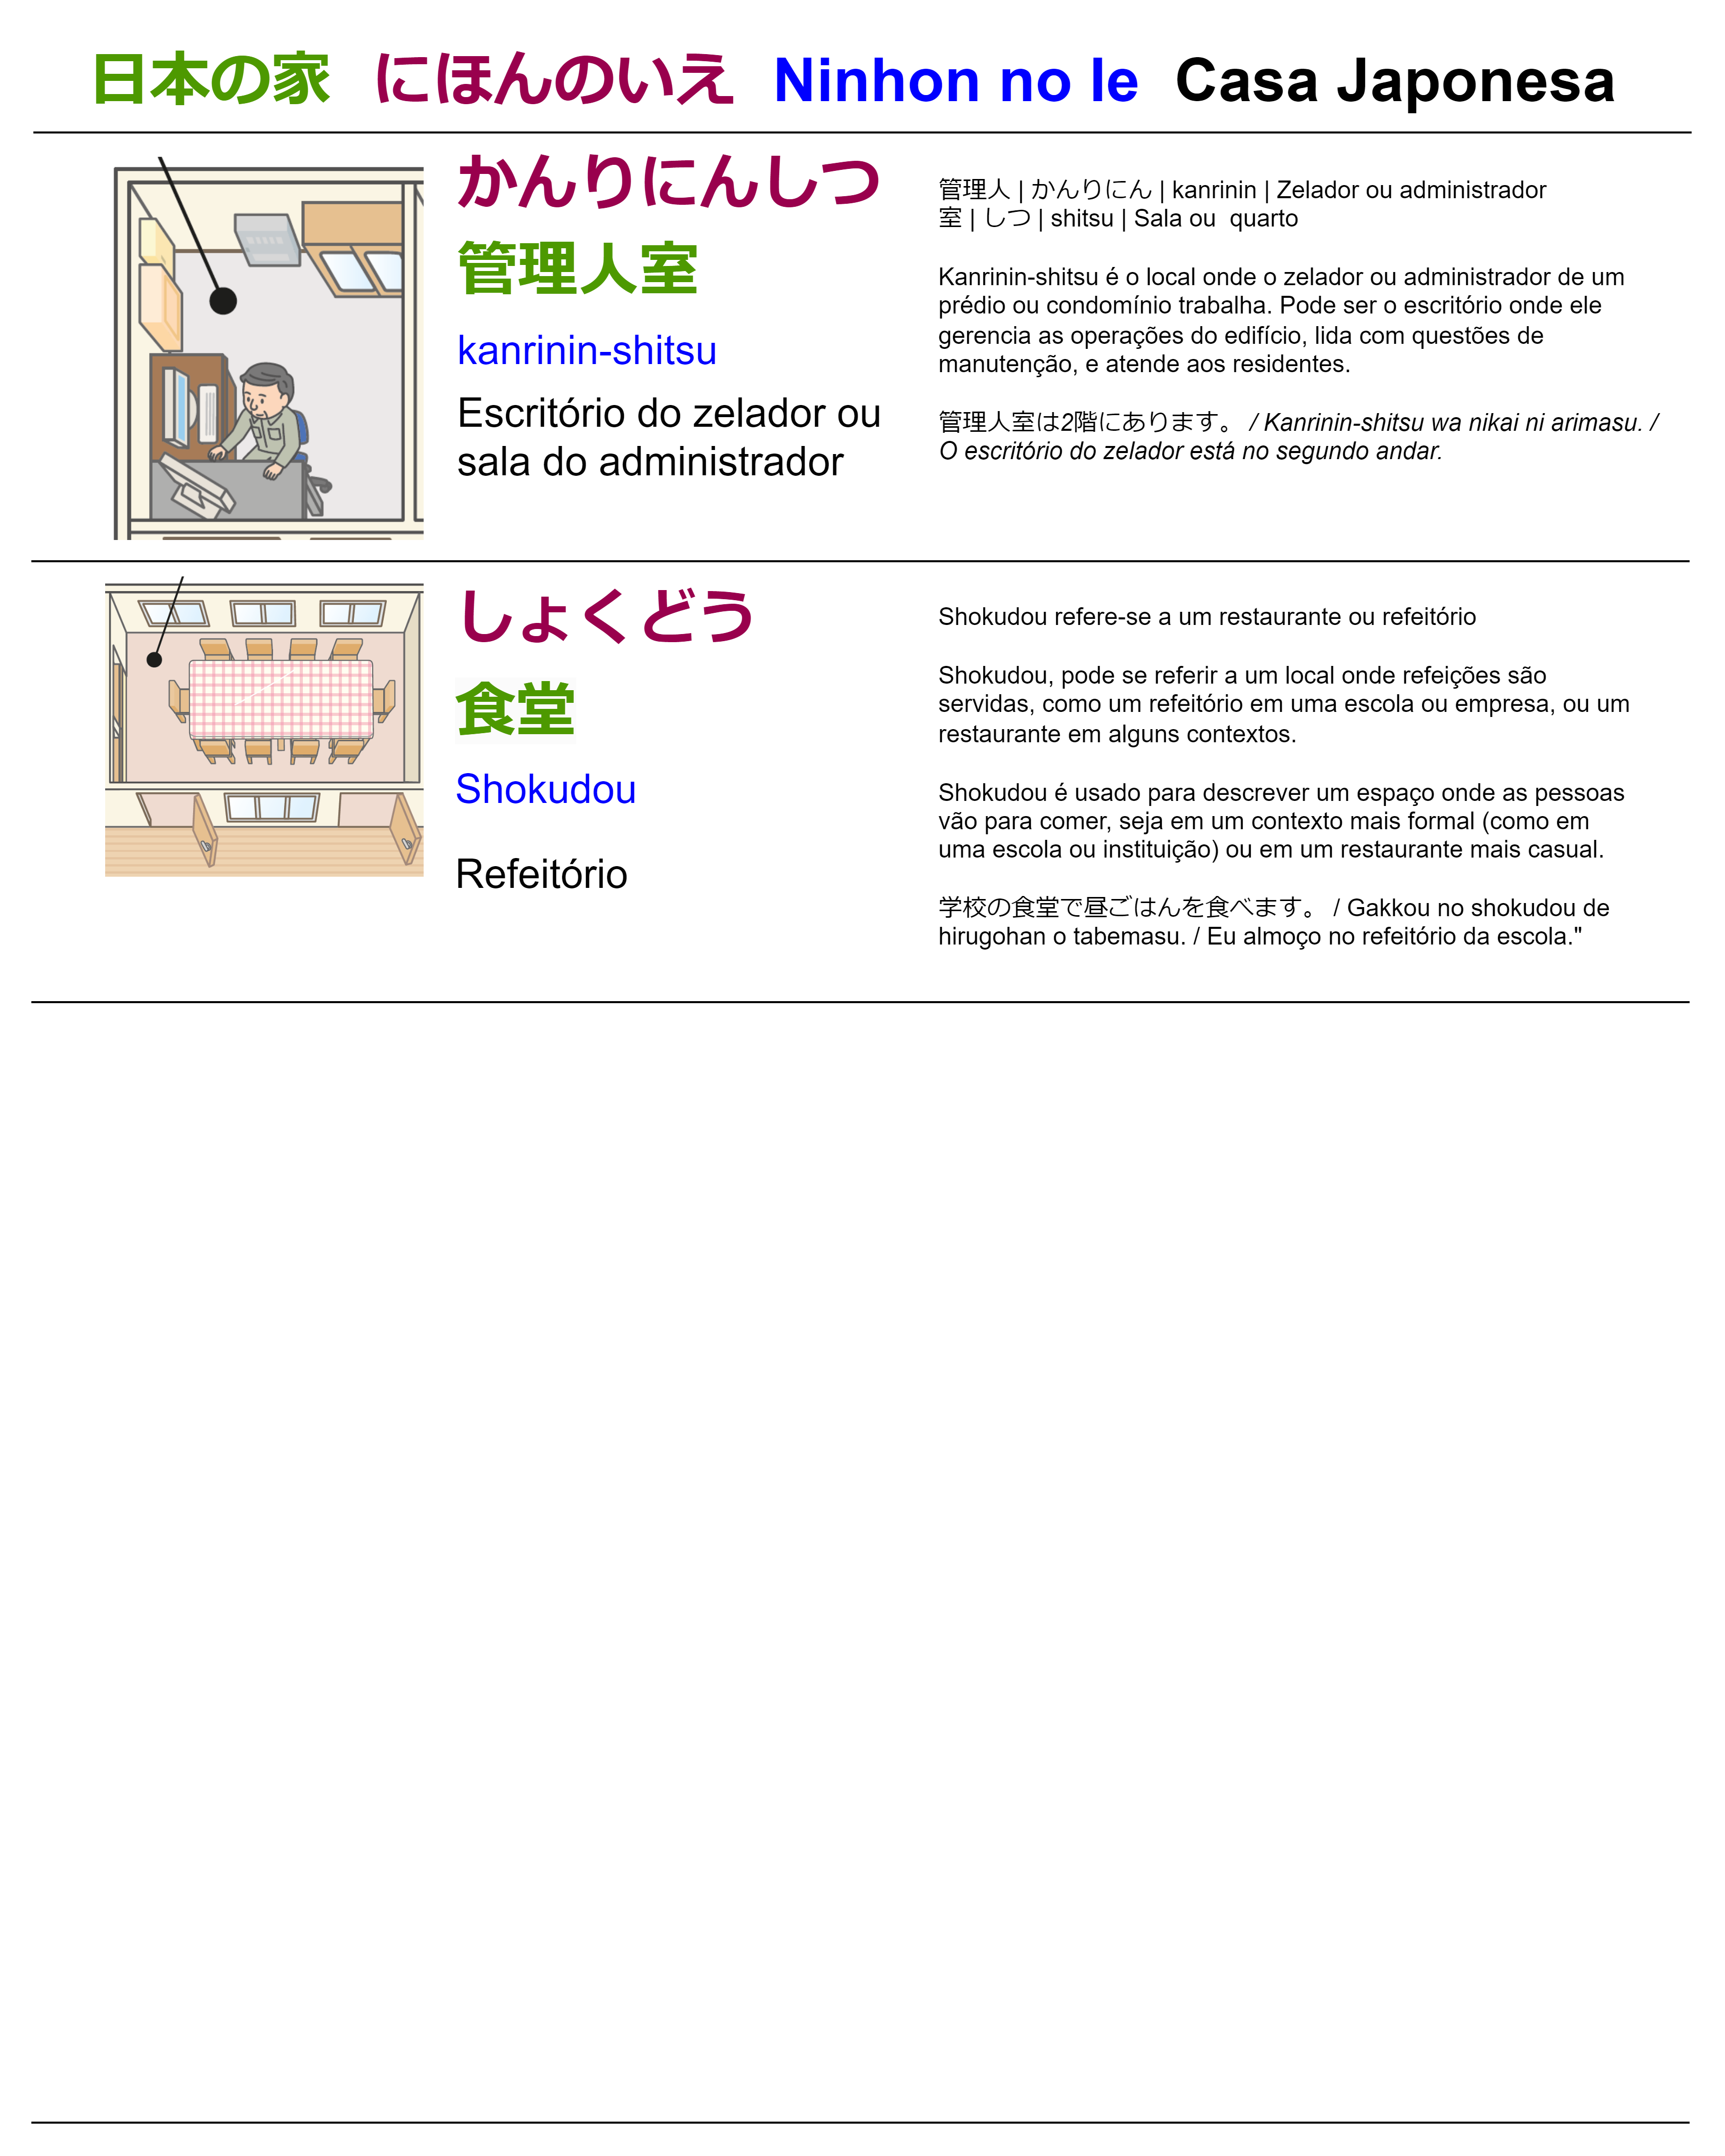 日本の家 にほんのいえ Ninhon no Ie Casa Japonesa
かんりにんしつ
管理人室
kanrinin-shitsu
Escritório do zelador ou
sala do administrador
管理人 | かんりにん | kanrinin | Zelador ou administrador
室 | しつ | shitsu | Sala ou  quarto
Kanrinin-shitsu é o local onde o zelador ou administrador de um
prédio ou condomínio trabalha. Pode ser o escritório onde ele
gerencia as operações do edifício, lida com questões de
manutenção, e atende aos residentes.
管理人室は2階にあります。 / Kanrinin-shitsu wa nikai ni arimasu. /
O escritório do zelador está no segundo andar.
しょくどう
食堂
Shokudou
Refeitório
Shokudou refere-se a um restaurante ou refeitório
Shokudou, pode se referir a um local onde refeições são
servidas, como um refeitório em uma escola ou empresa, ou um
restaurante em alguns contextos.
Shokudou é usado para descrever um espaço onde as pessoas
vão para comer, seja em um contexto mais formal (como em
uma escola ou instituição) ou em um restaurante mais casual.
学校の食堂で昼ごはんを食べます。 / Gakkou no shokudou de
hirugohan o tabemasu. / Eu almoço no refeitório da escola."